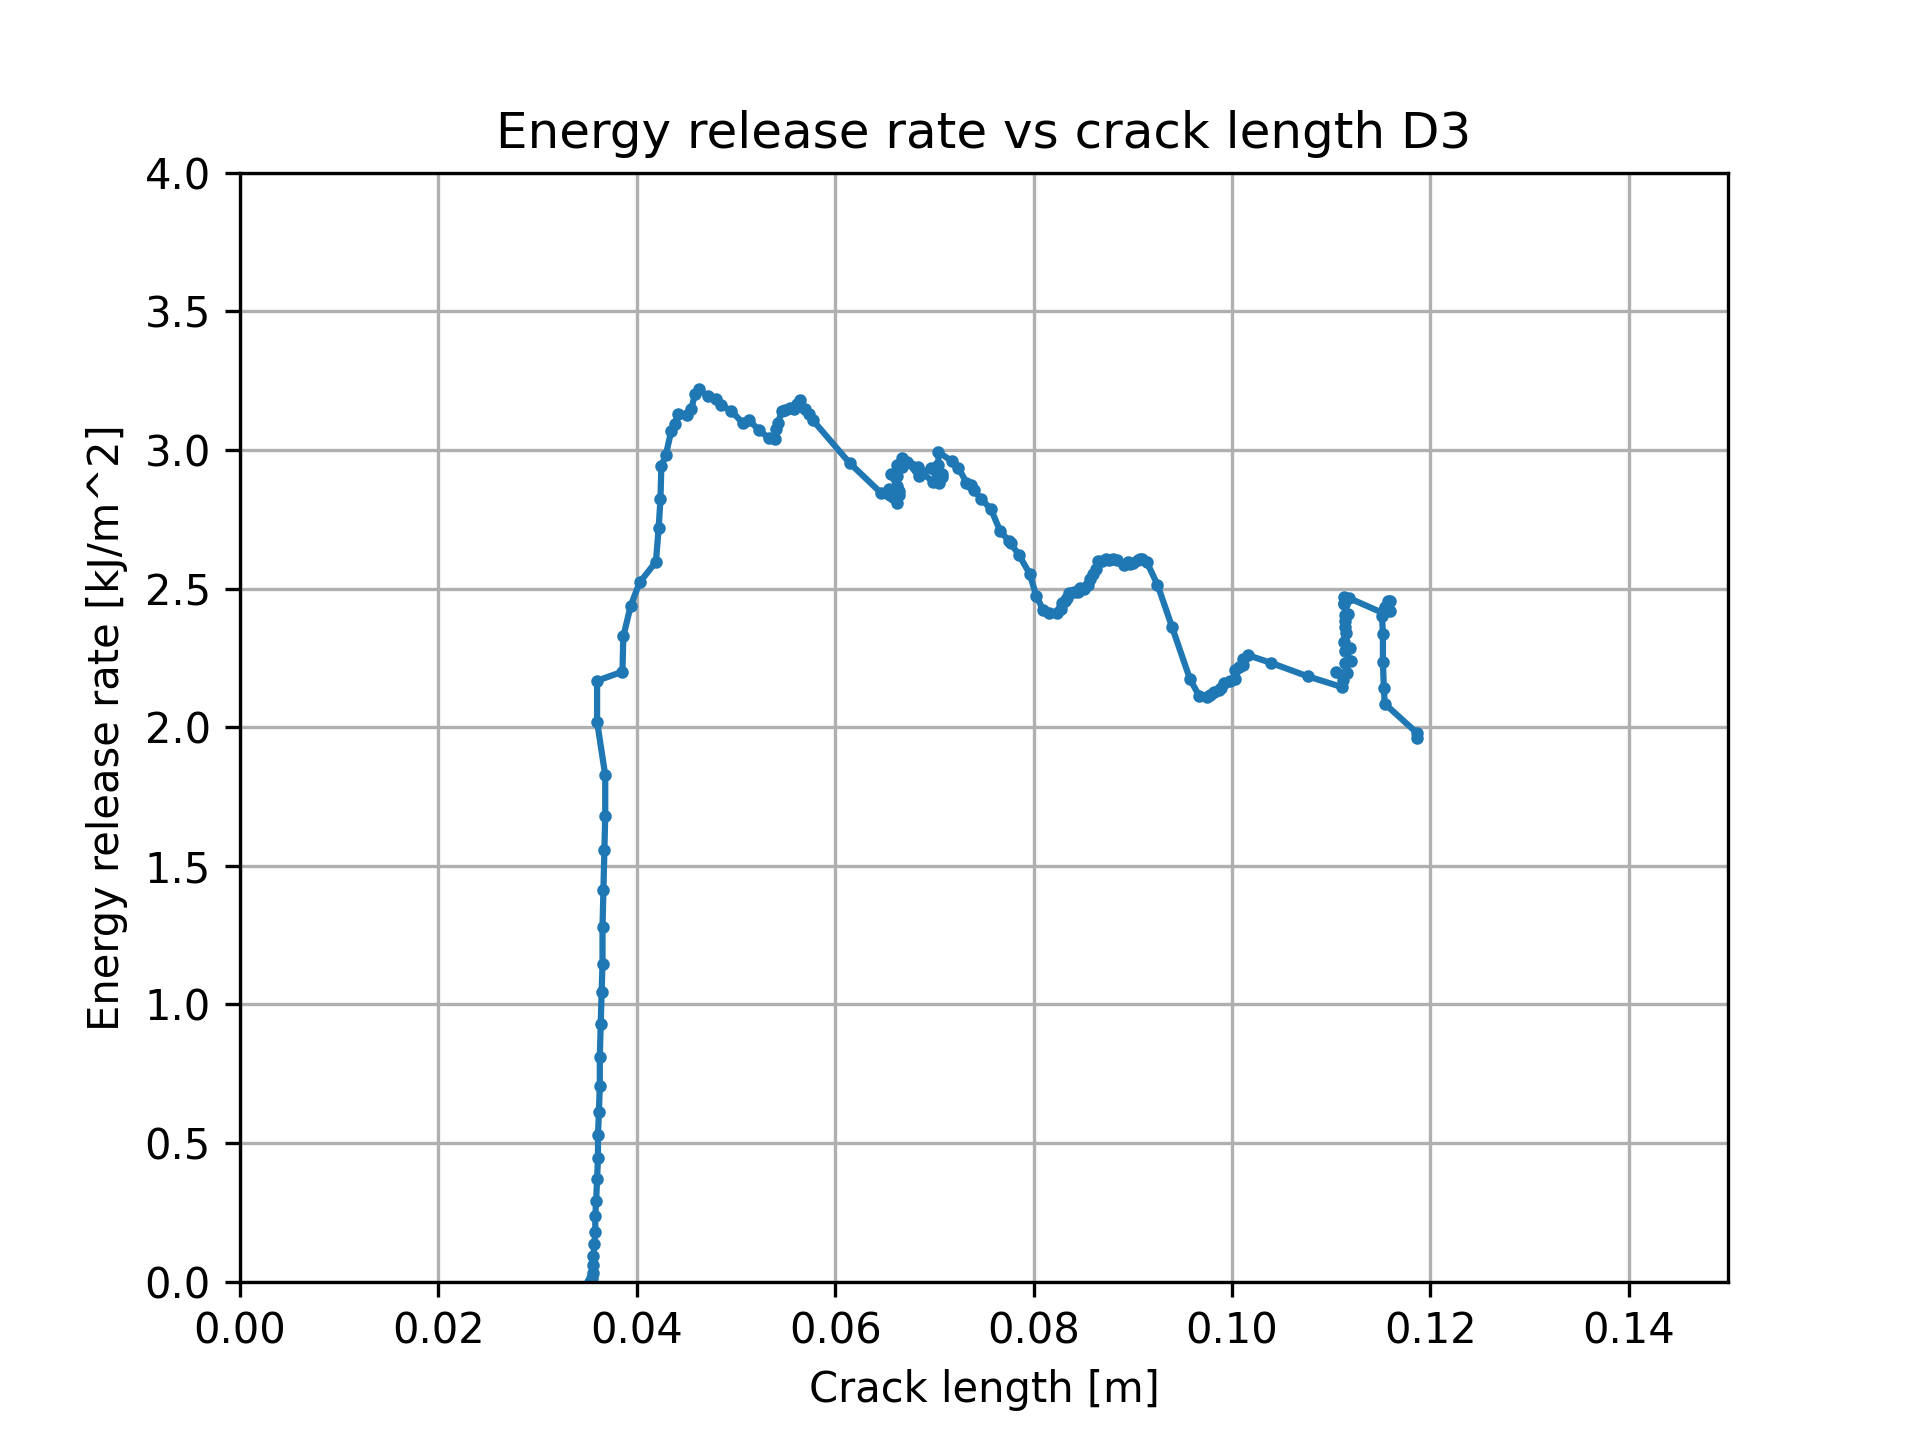 Energy release rate vs crack length D3
4.0
3.5
3.0
2.5
2.0
1.5
1.0
0.5
0.0
Energy release rate [kJ/m^2]
0.00 0.02 0.04 0.06 0.08 0.10 0.12 0.14
Crack length [m]